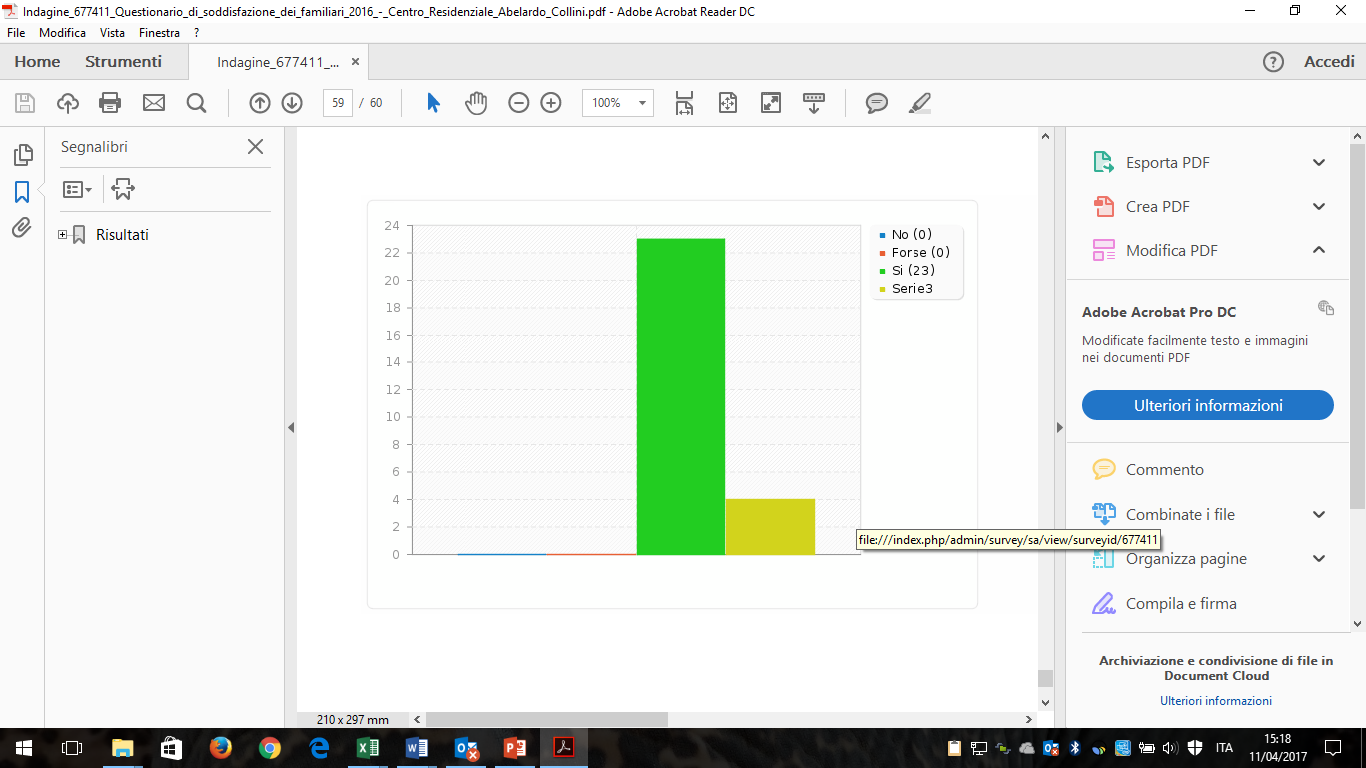 Indagine_677411_Questionario_di_soddisfazione_dei_familiari_2016_-_Centro_Residenziale_Abelardo_Collini.pdf - Adobe Acrobat Reader DC
File Modifica Vista Finestra ?
Home Strumenti Indagine_677411_... × ? Accedi
59 / 60 100%
Segnalibri
Risultati
24
22
20
18
16
14
12
10
8
6
4
2
0
No (0)
Forse (0)
Si (23)
Serie3
file:///index.php/admin/survey/sa/view/surveyid/677411
210 x 297 mm
Esporta PDF
Crea PDF
Modifica PDF
Adobe Acrobat Pro DC
Modificate facilmente testo e immagini
nei documenti PDF
Ulteriori informazioni
Commento
Combinate i file
Organizza pagine
Compila e firma
Archiviazione e condivisione di file in
Document Cloud
Ulteriori informazioni
ITA
15:18
11/04/2017